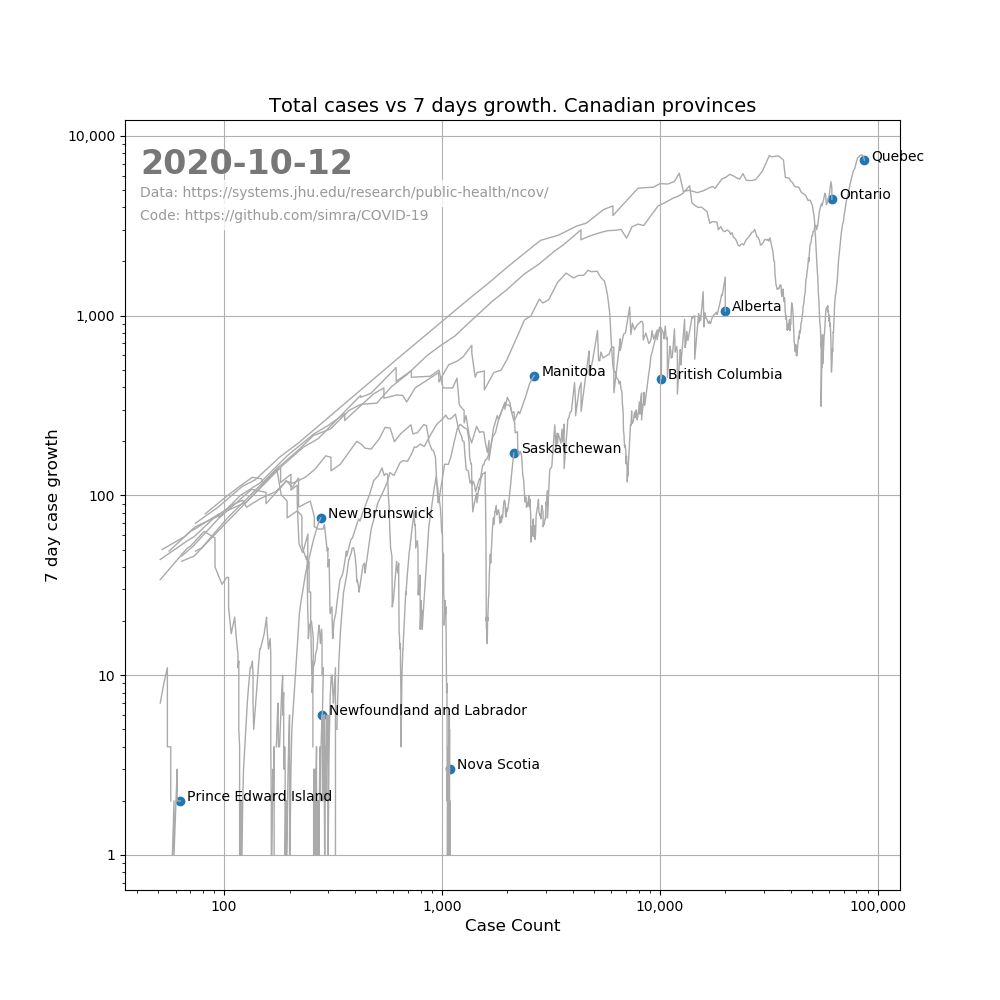 Total cases vs 7 days growth. Canadian provinces
10,000
2020-10-12
Quebec
Data: https://systems.jhu.edu/research/public-health/ncov/
Ontario
Code: https://github.com/simra/COVID-19
1,000
Alberta
Manitoba
British Columbia
Saskatchewan
7 day case growth
100
New Brunswick
10
Newfoundland and Labrador
Nova Scotia
Prince Edward Island
1
100
1,000
10,000
100,000
Case Count